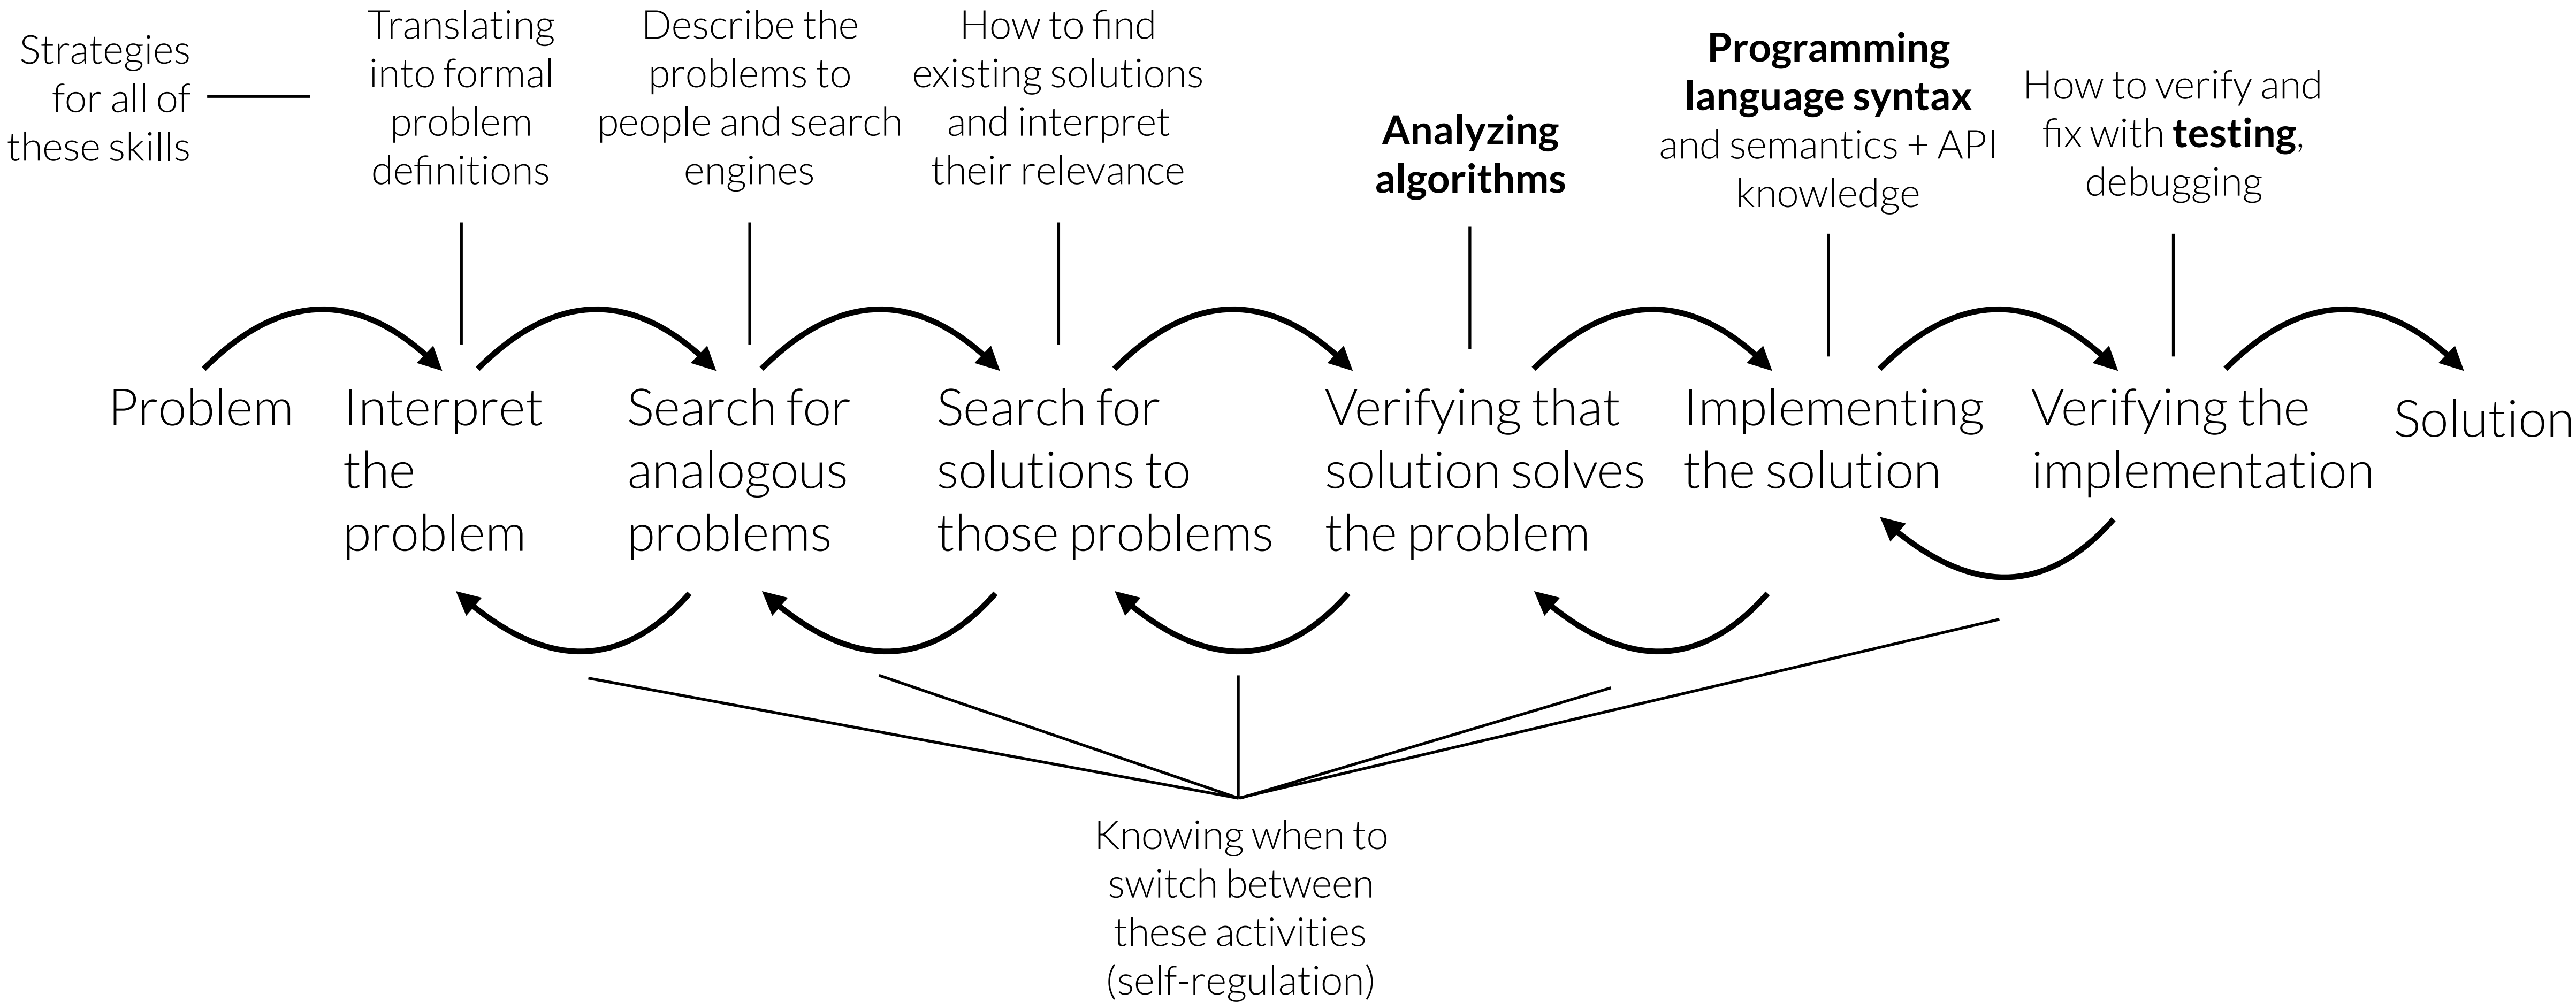 Strategies
for all of
these skills
Translating
into formal
problem
definitions
Describe the
problems to
people and search
engines
How to find
existing solutions
and interpret
their relevance
Analyzing
algorithms
Programming
language syntax
and semantics + API
knowledge
How to verify and
fix with testing,
debugging
Problem
Interpret
the
problem
Search for
analogous
problems
Search for
solutions to
those problems
Verifying that
solution solves
the problem
Implementing
the solution
Verifying the
implementation
Solution
Knowing when to
switch between
these activities
(self-regulation)